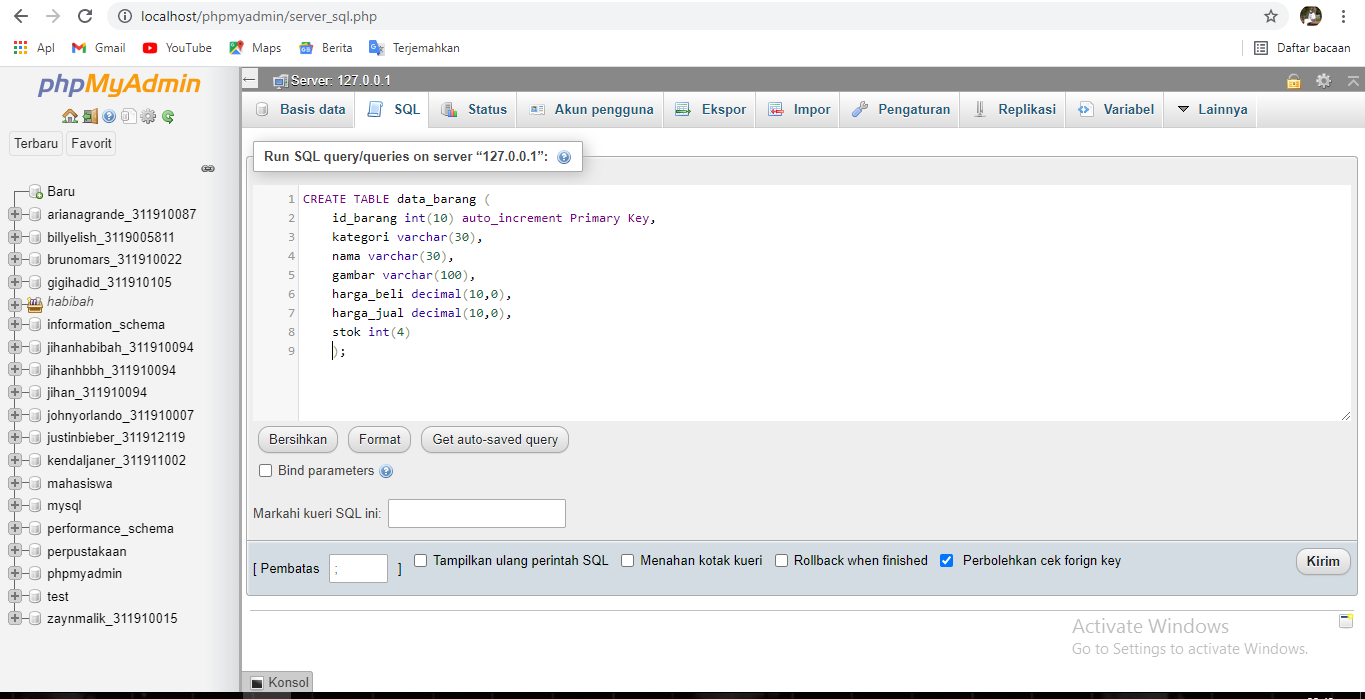 localhost/phpmyadmin/server_sql.php
Apl Gmail YouTube Maps Berita Terjemahkan Daftar bacaan
phpMyAdmin
Terbaru Favorit
Baru
arianagrande_311910087
billyelish_3119005811
brunomars_311910022
gigihadid_311910105
habibah
information_schema
jihanhabibah_311910094
jihanhbbh_311910094
jihan_311910094
johnyorlando_311910007
justinbieber_311912119
kendaljaner_311911002
mahasiswa
mysql
performance_schema
perpustakaan
phpmyadmin
test
zaynmalik_311910015
Server: 127.0.0.1
Basis data SQL Status Akun pengguna Ekspor Impor Pengaturan Replikasi Variabel Lainnya
Run SQL query/queries on server “127.0.0.1”:
1 CREATE TABLE data_barang (
2 id_barang int(10) auto_increment Primary Key,
3 kategori varchar(30),
4 nama varchar(30),
5 gambar varchar(100),
6 harga_beli decimal(10,0),
7 harga_jual decimal(10,0),
8 stok int(4)
9 );
Bersihkan Format Get auto-saved query
Bind parameters
Markahi kueri SQL ini:
[ Pembatas ; ] Tampilkan ulang perintah SQL Menahan kotak kueri Rollback when finished Perbolehkan cek forign key Kirim
Activate Windows
Go to Settings to activate Windows.
Konsol